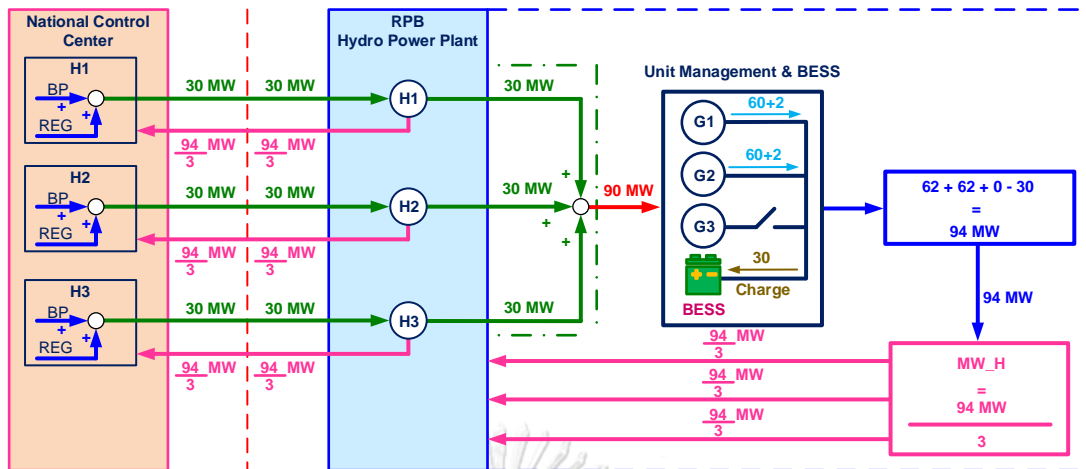 National Control
Center
RPB
Hydro Power Plant
Unit Management & BESS
H1
BP
+
+
REG
30 MW
30 MW
H1
30 MW
94/3 MW
94/3 MW
H2
BP
+
+
REG
30 MW
30 MW
H2
30 MW
94/3 MW
94/3 MW
H3
BP
+
+
REG
30 MW
30 MW
H3
30 MW
94/3 MW
94/3 MW
+
+
+
90 MW
G1
60+2
G2
60+2
G3
30
Charge
BESS
62 + 62 + 0 - 30
=
94 MW
94 MW
94/3 MW
94/3 MW
94/3 MW
MW_H
=
94 MW
3